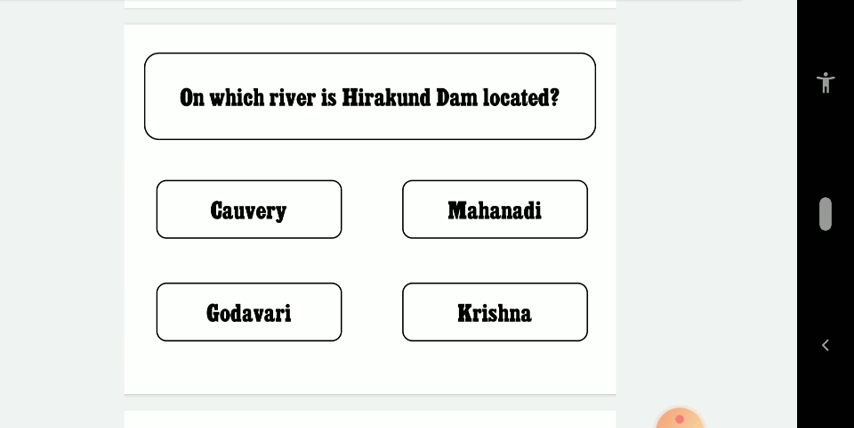 On which river is Hirakund Dam located?
Cauvery
Mahanadi
Godavari
Krishna